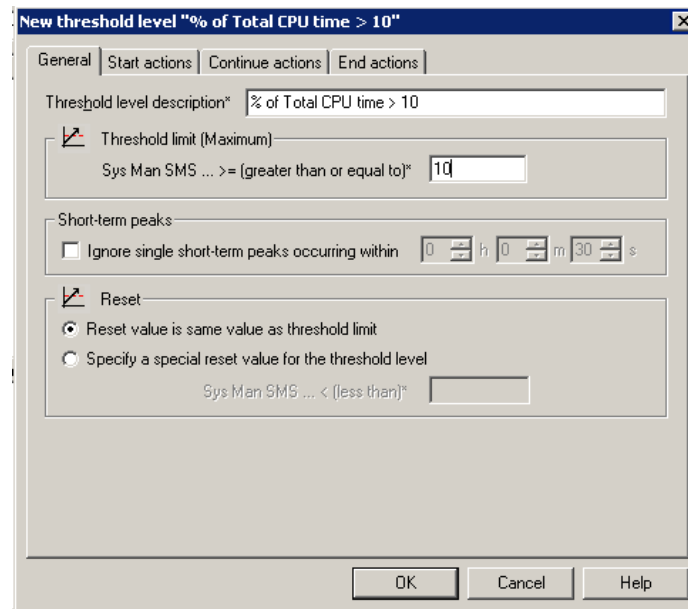 New threshold level "% of Total CPU time > 10"
General Start actions Continue actions End actions
Threshold level description* % of Total CPU time > 10
Threshold limit (Maximum)
Sys Man SMS ... >= (greater than or equal to)* 10
Short-term peaks
Ignore single short-term peaks occurring within 0 h 0 m 30 s
Reset
Reset value is same value as threshold limit
Specify a special reset value for the threshold level
Sys Man SMS ... < (less than)*
OK Cancel Help